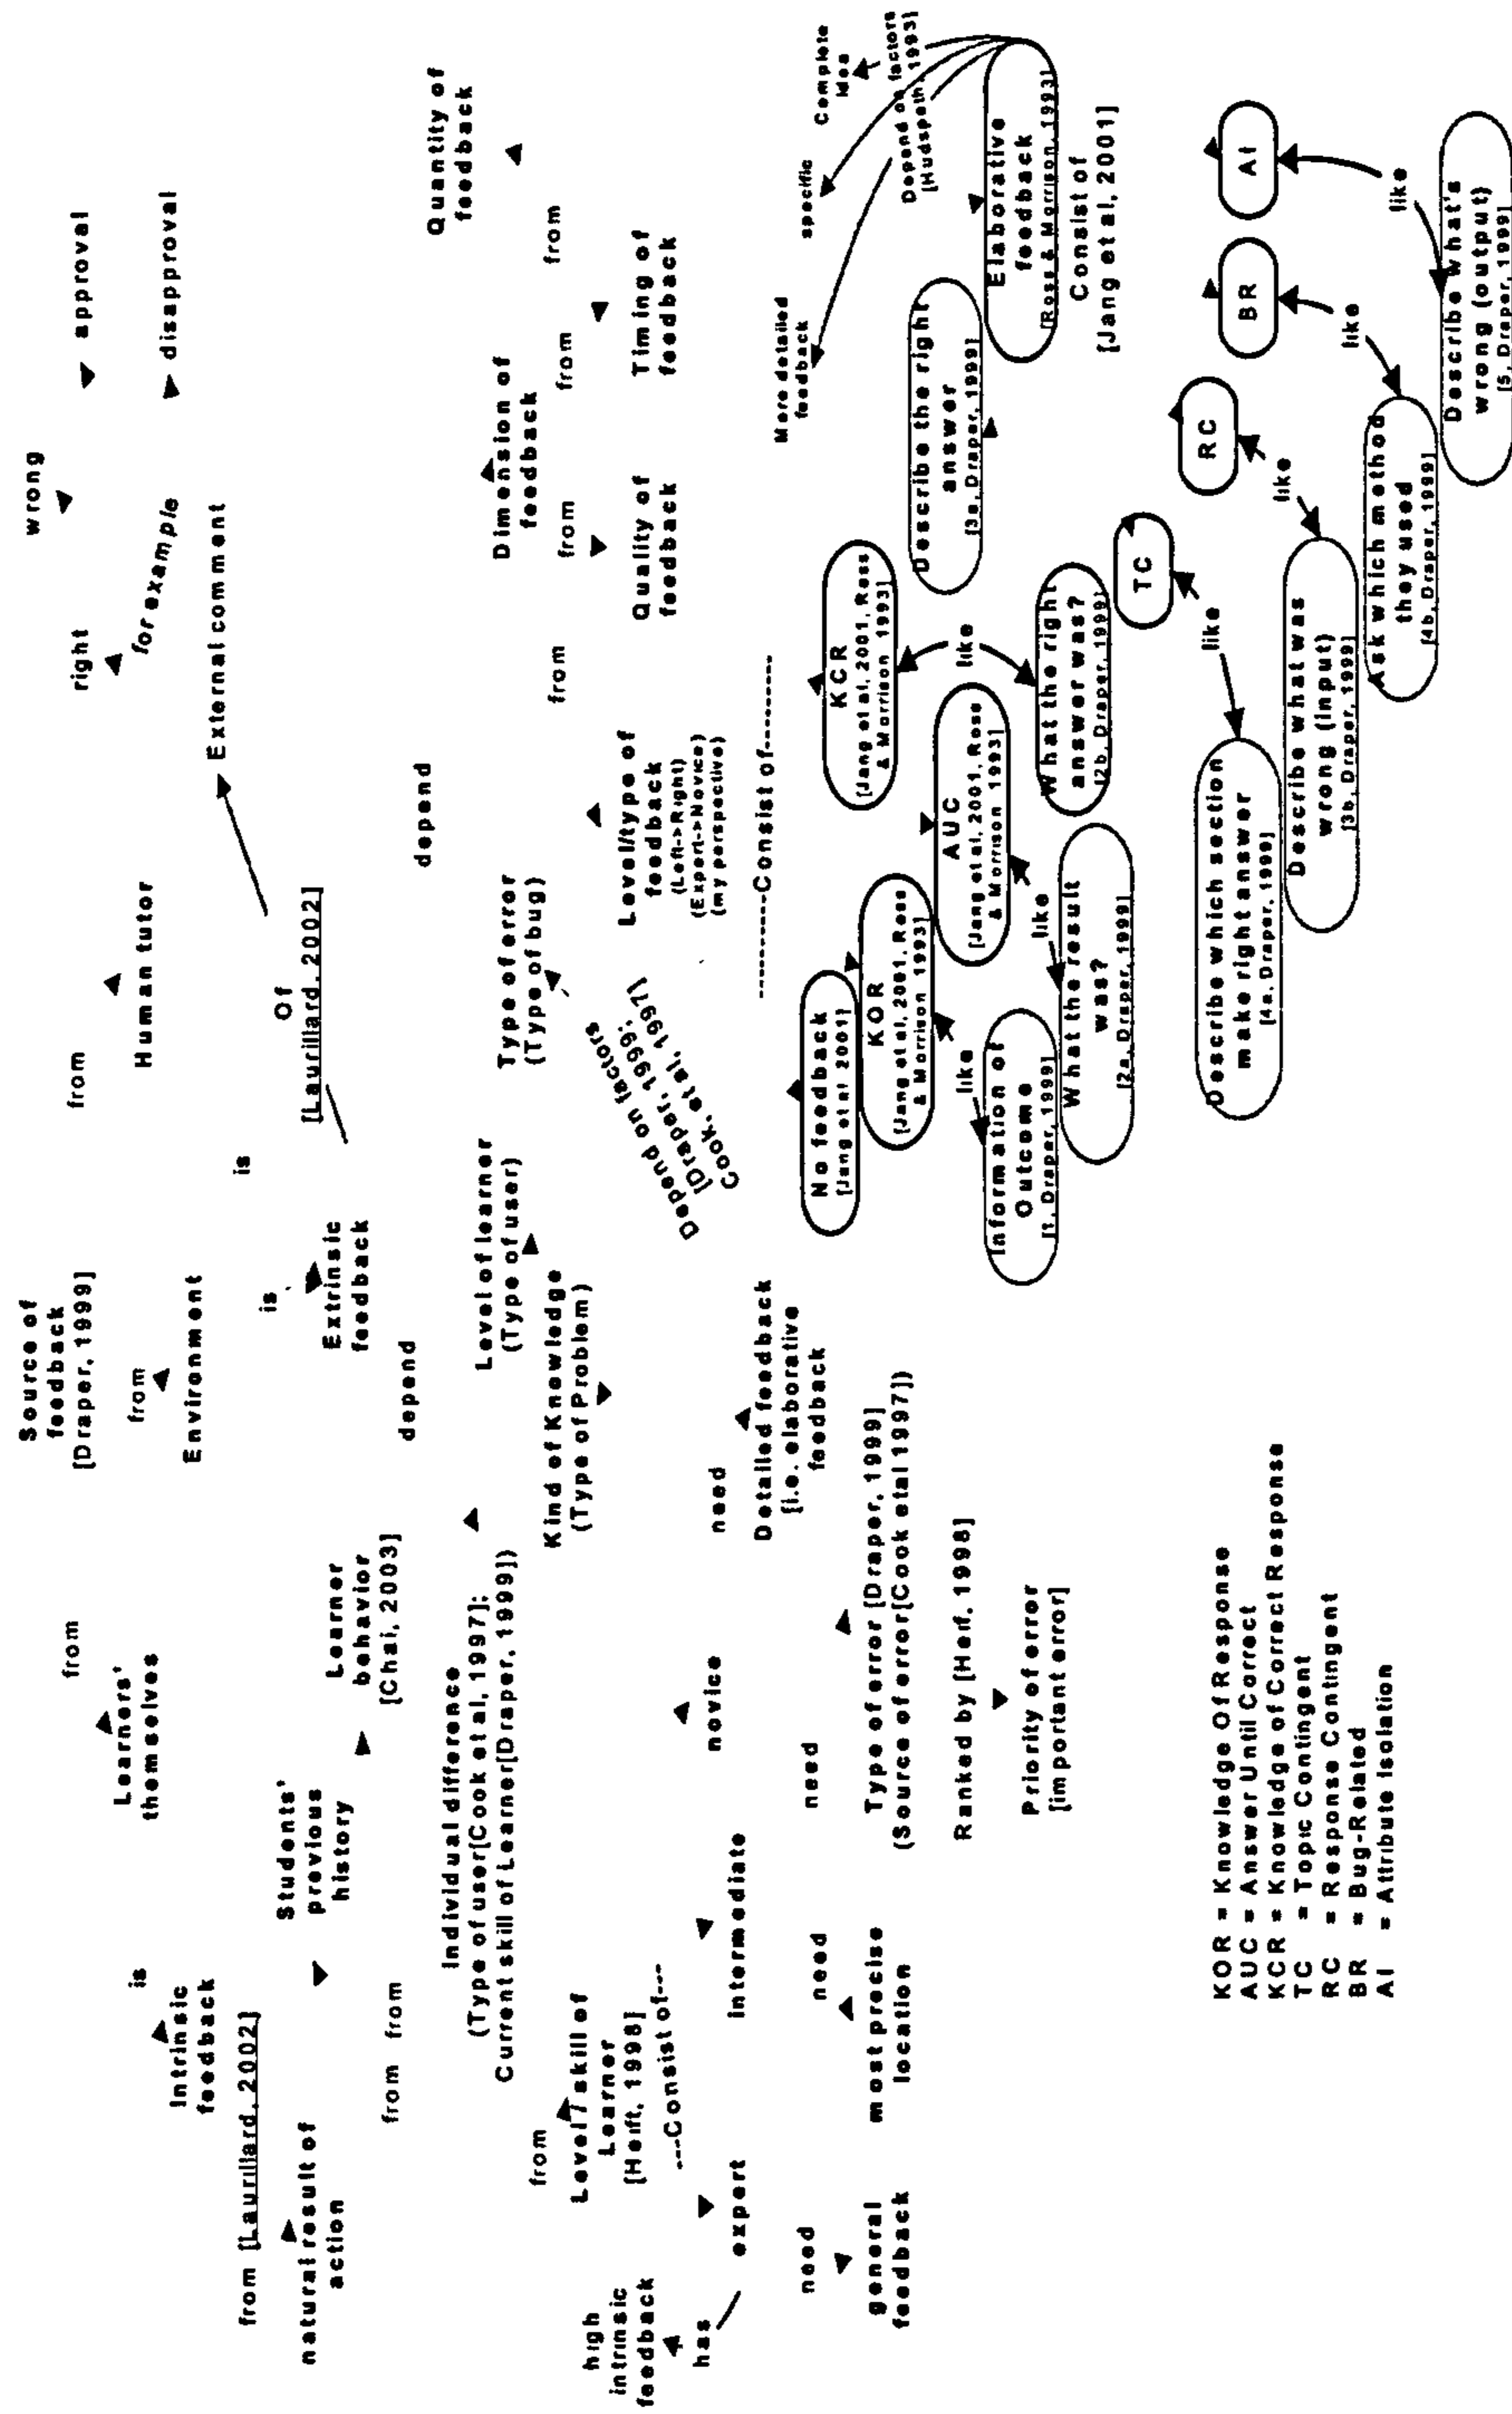 Source of
feedback
[Draper, 1999]
from
from
from
Learners'
themselves
Environment
Human tutor
right
wrong
approval
disapproval
for example
External comment
is
Intrinsic
feedback
is
is
Extrinsic
feedback
Of
[Laurillard, 2002]
from [Laurillard, 2002]
natural result of
action
Students'
previous
history
Learner
behavior
[Chai, 2003]
from
from
depend
depend
Individual difference
(Type of user[Cook et al, 1997];
Current skill of Learner[Draper, 1999])
Level of learner
(Type of user)
Type of error
(Type of bug)
Kind of Knowledge
(Type of Problem)
Dimension of
feedback
from
from
from
from
Quantity of
feedback
Level/type of
feedback
(Left->Right)
(Expert->Novice)
(my perspective)
Quality of
feedback
Timing of
feedback
Depend on factors
[Draper, 1999;
Cook, et al, 1997]
from
Level / skill of
Learner
[Heift, 1998]
---Consist of---
high
intrinsic
feedback
has
expert
intermediate
novice
need
Detailed feedback
[i.e. elaborative
feedback
need
general
feedback
need
most precise
location
need
Type of error [Draper, 1999]
(Source of error[Cook etal 1997])
Ranked by [Heif, 1998]
Priority of error
[important error]
---------Consist of---------
No feedback
[Jang et al 2001]
KOR
[Jang et al, 2001, Ross
& Morrison 1993]
AUC
[Jang et al, 2001, Ross
& Morrison 1993]
KCR
[Jang et al, 2001, Ross
& Morrison 1993]
like
Information of
Outcome
[1, Draper, 1999]
like
What the result
was?
[2a, Draper, 1999]
like
What the right
answer was?
[2b, Draper, 1999]
Describe the right
answer
[3a, Draper, 1999]
More detailed
feedback
specific
Complete
idea
Depend on factors
[Hudspeth, 1993]
Elaborative
feedback
[Ross & Morrison, 1993]
Consist of
[Jang et al, 2001]
TC
RC
BR
AI
like
like
like
like
Describe which section
make right answer
[4a, Draper, 1999]
Describe what was
wrong (input)
[3b, Draper, 1999]
Ask which method
they used
[4b, Draper, 1999]
Describe what's
wrong (output)
[5, Draper, 1999]
KOR = Knowledge Of Response
AUC = Answer Until Correct
KCR = Knowledge of Correct Response
TC = Topic Contingent
RC = Response Contingent
BR = Bug-Related
AI = Attribute Isolation